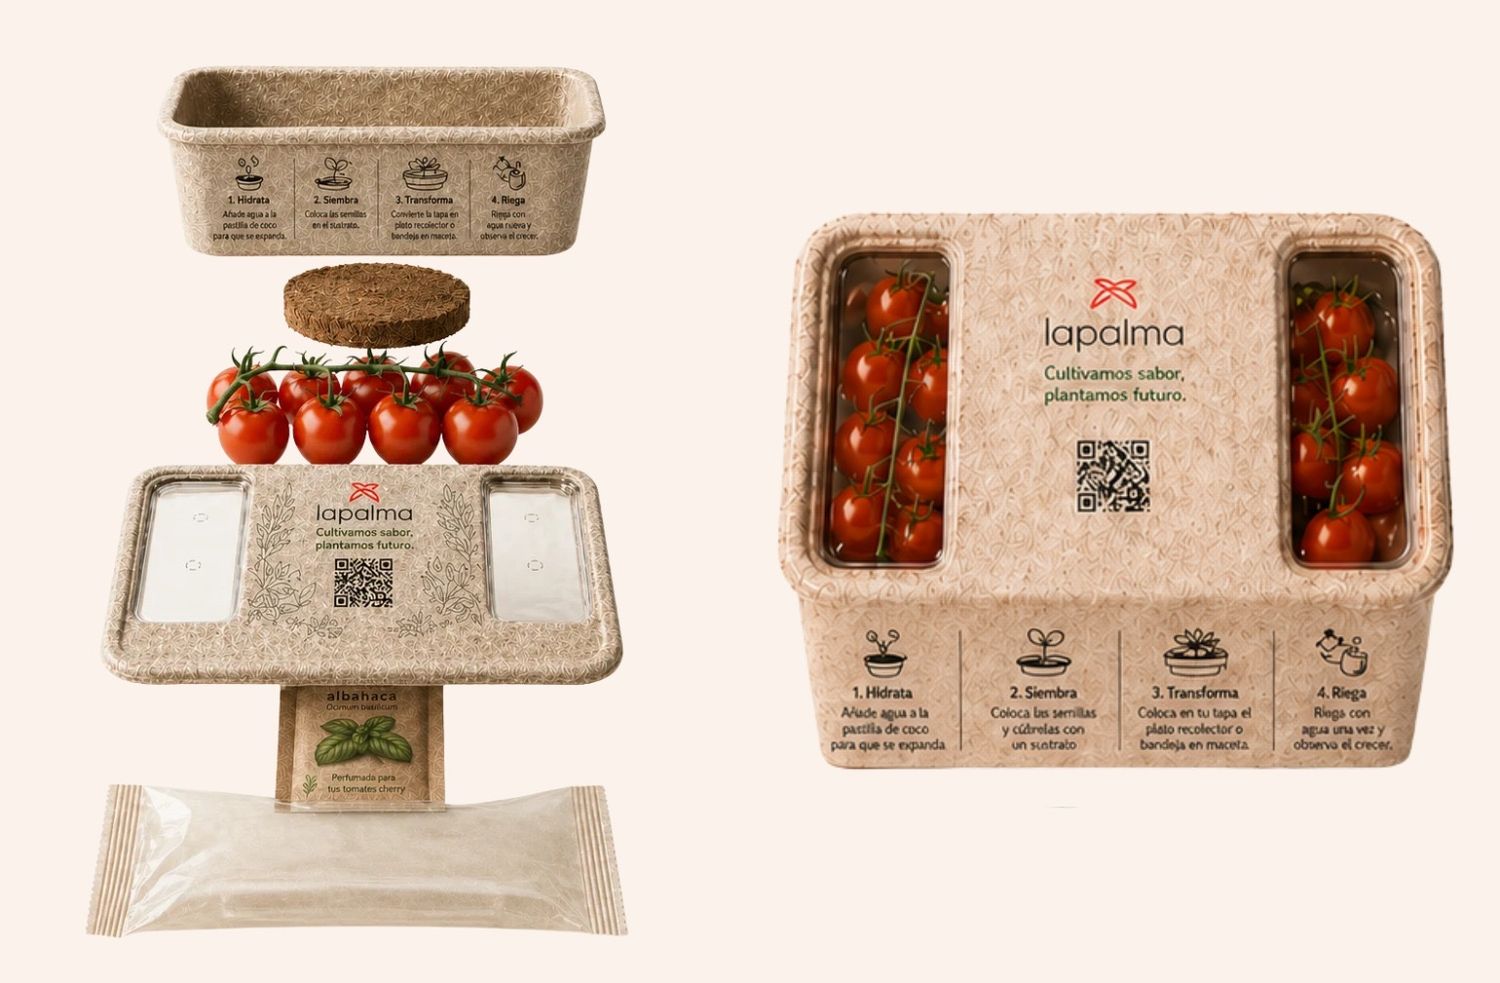 1. Hidrata
Añade agua a la
pastilla de coco
para que se expanda.
2. Siembra
Coloca las semillas
en el sustrato.
3. Transforma
Convierte la tapa en
plato recolector o
bandeja en maceta.
4. Riega
Riega con
agua nueva y
observa el crecer.
lapalma
Cultivamos sabor,
plantamos futuro.
albahaca
Ocimum basilicum
Perfumada para
tus tomates cherry
lapalma
Cultivamos sabor,
plantamos futuro.
1. Hidrata
Añade agua a la
pastilla de coco
para que se expanda
2. Siembra
Coloca las semillas
y cúbrelas con
un sustrato
3. Transforma
Coloca en tu tapa el
plato recolector o
bandeja en maceta.
4. Riega
Riega con
agua una vez y
observa el crecer.